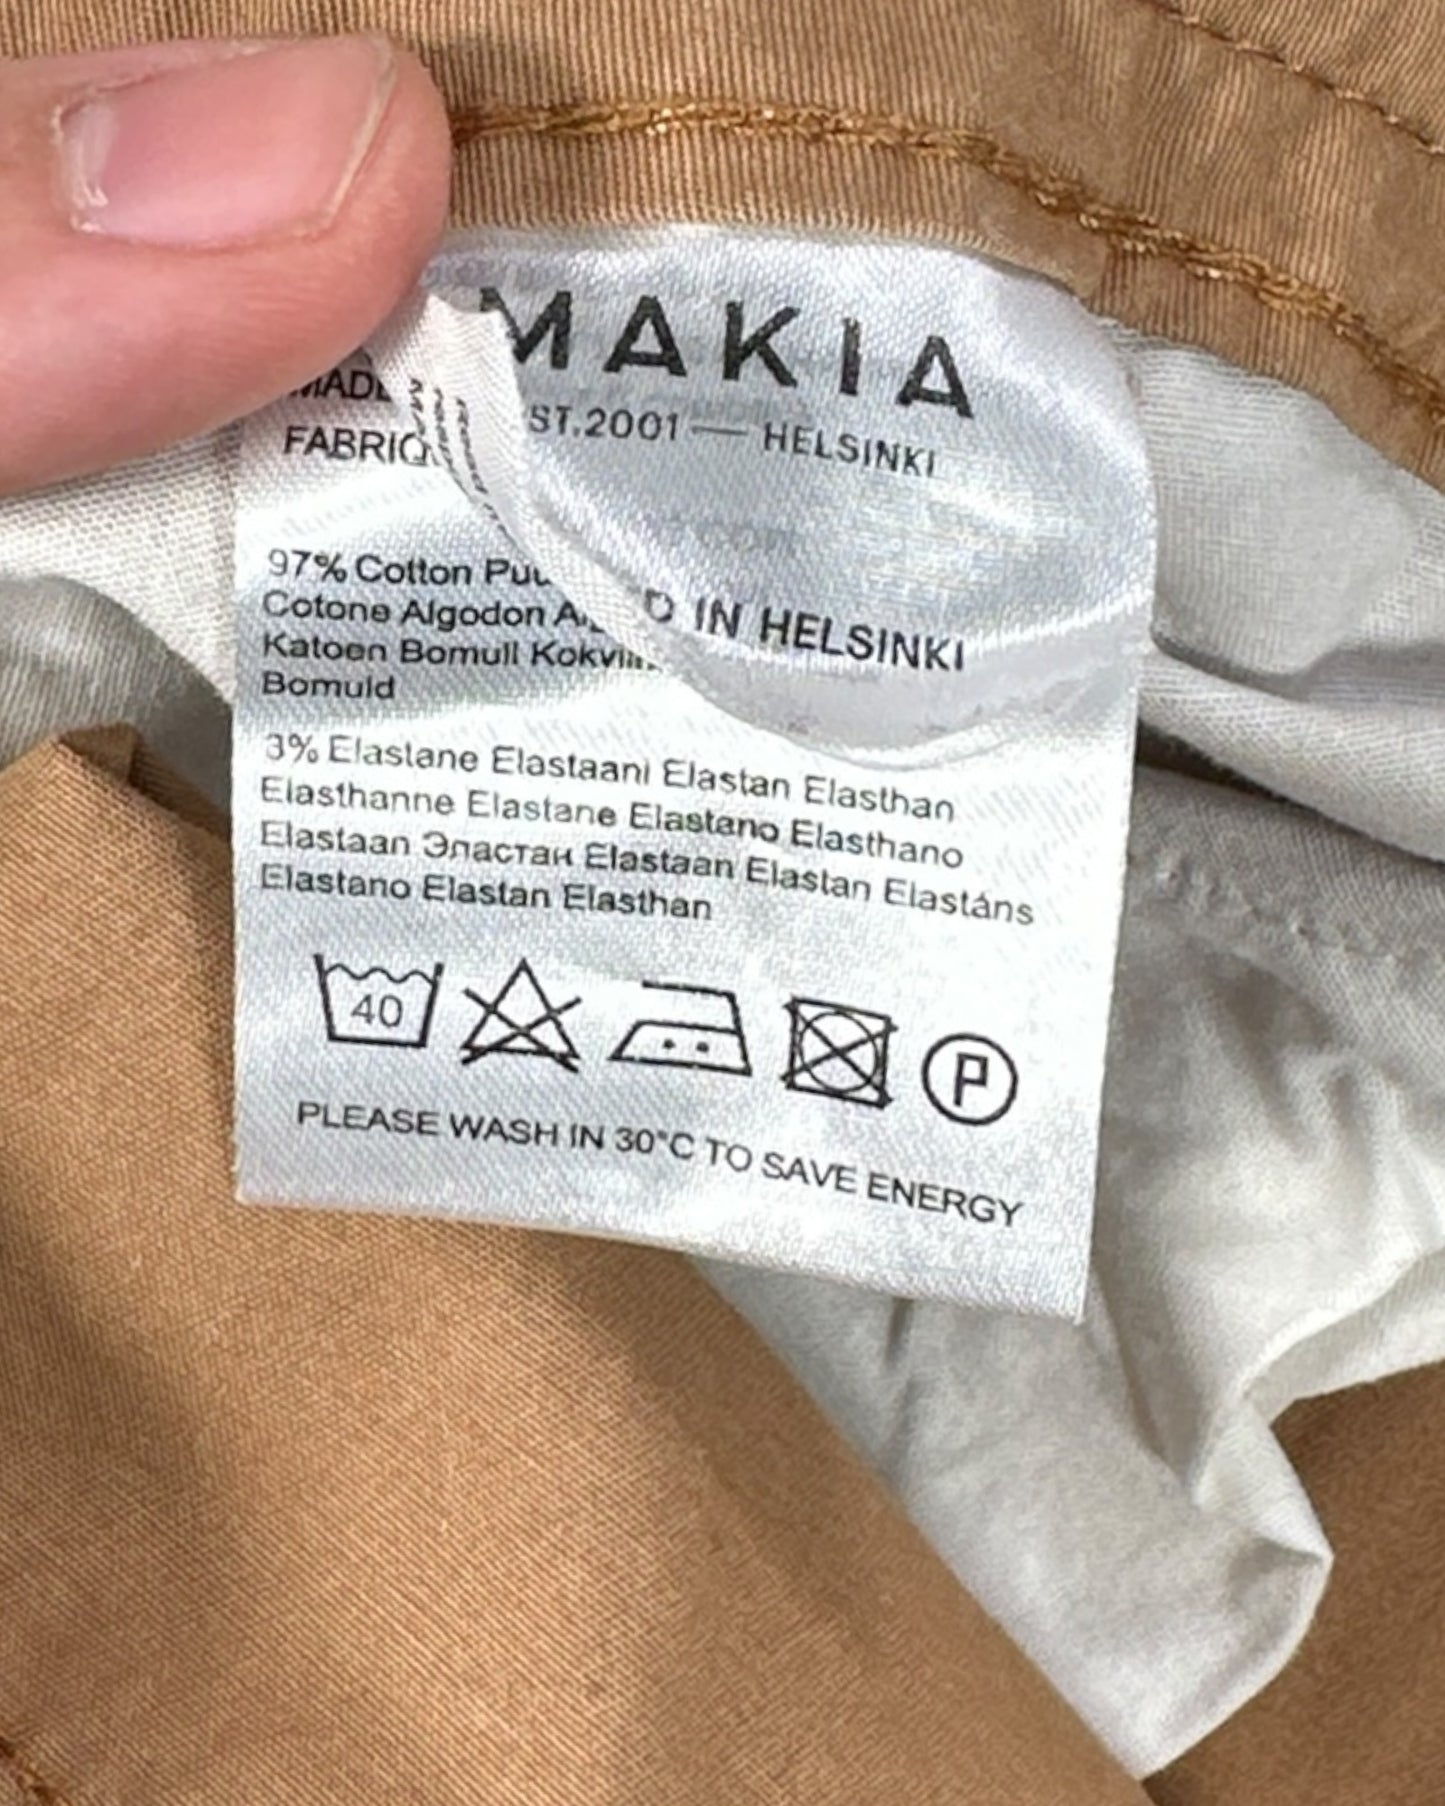 MAKIA
ST.2001 — HELSINKI
IN HELSINKI
97% Cotton
Cotone Algodon
Katoen Bomull
Bomuld
3% Elastane Elastaani Elastan Elasthan
Elasthanne Elastane Elastano Elasthano
Elastaan Эластан Elastaan Elastan Elastáns
Elastano Elastan Elasthan
40
P
PLEASE WASH IN 30°C TO SAVE ENERGY